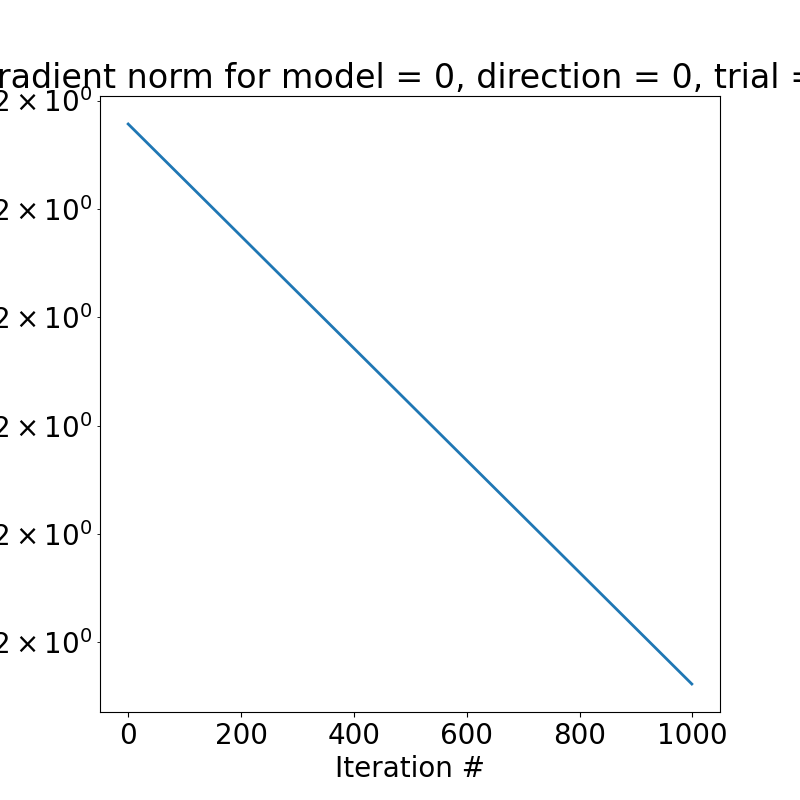 radient norm for model = 0, direction = 0, trial =
2 × 10⁰
2 × 10⁰
2 × 10⁰
2 × 10⁰
2 × 10⁰
2 × 10⁰
0 200 400 600 800 1000
Iteration #